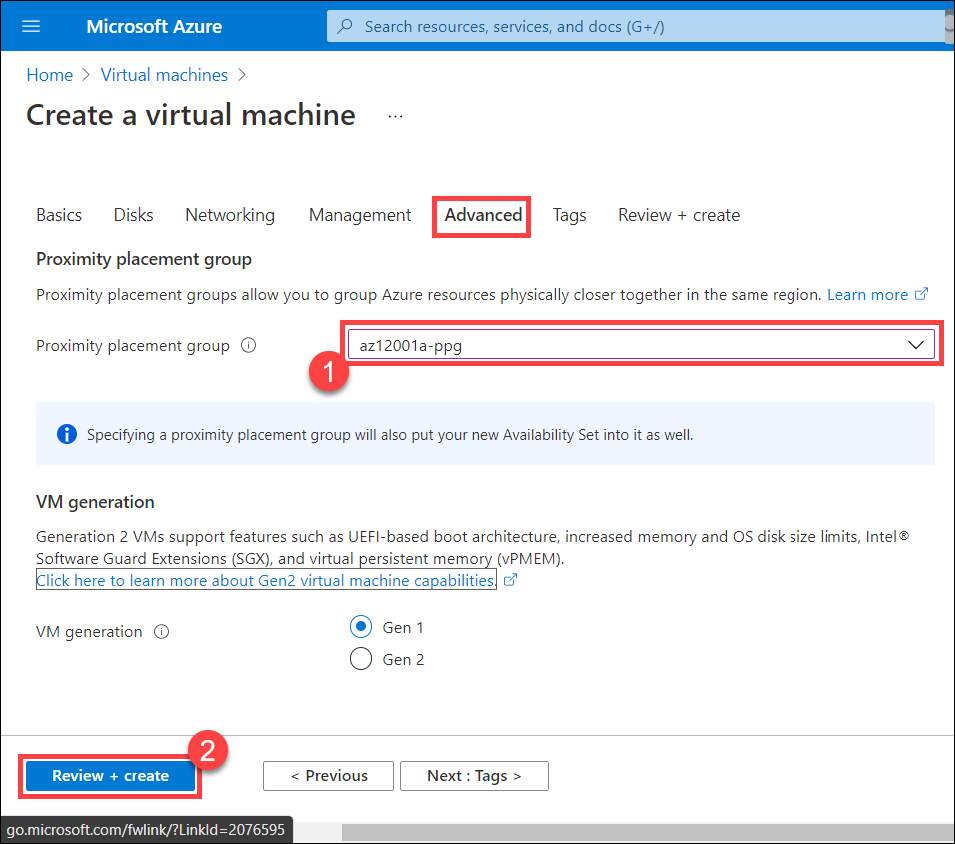 Microsoft Azure
Search resources, services, and docs (G+/)
Home > Virtual machines >
Create a virtual machine ...
Basics Disks Networking Management Advanced Tags Review + create
Proximity placement group
Proximity placement groups allow you to group Azure resources physically closer together in the same region. Learn more
Proximity placement group az12001a-ppg
1
Specifying a proximity placement group will also put your new Availability Set into it as well.
VM generation
Generation 2 VMs support features such as UEFI-based boot architecture, increased memory and OS disk size limits, Intel®
Software Guard Extensions (SGX), and virtual persistent memory (vPMEM).
Click here to learn more about Gen2 virtual machine capabilities.
VM generation Gen 1
Gen 2
2
Review + create < Previous Next : Tags >
go.microsoft.com/fwlink/?LinkId=2076595